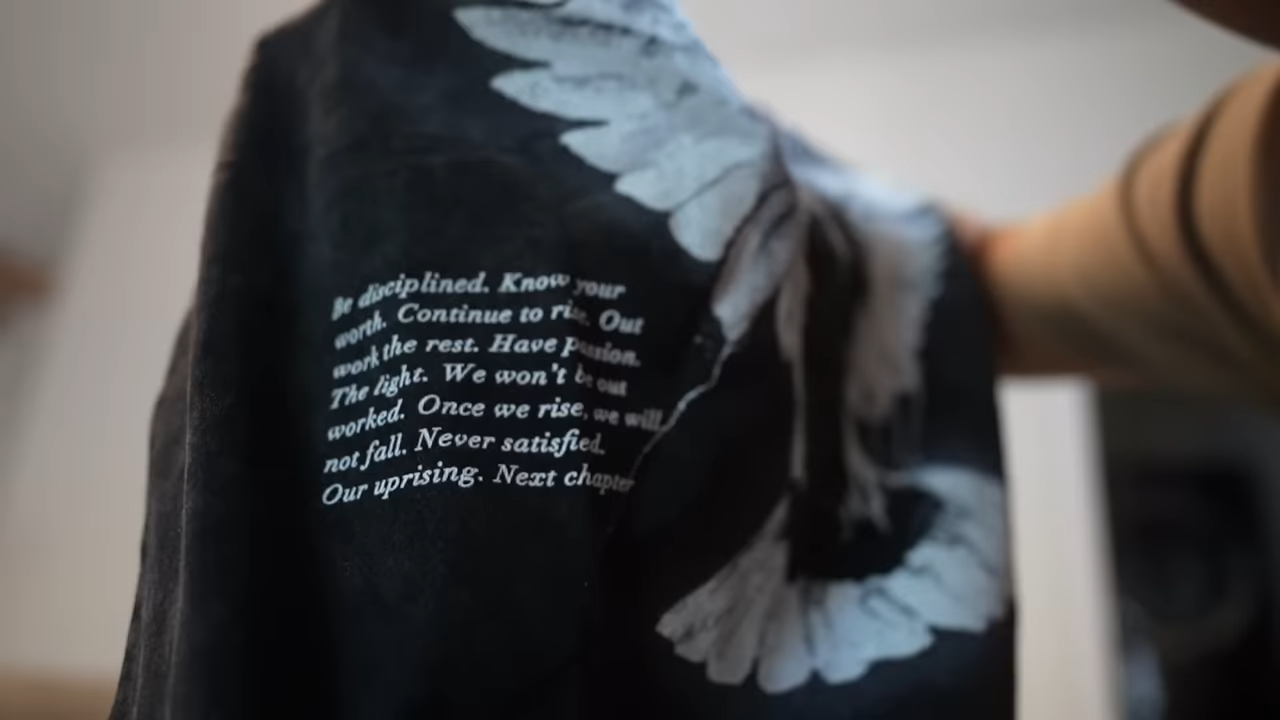 Be disciplined. Know your
worth. Continue to rise. Out
work the rest. Have passion.
The light. We won't be out
worked. Once we rise, we will
not fall. Never satisfied.
Our uprising. Next chapter